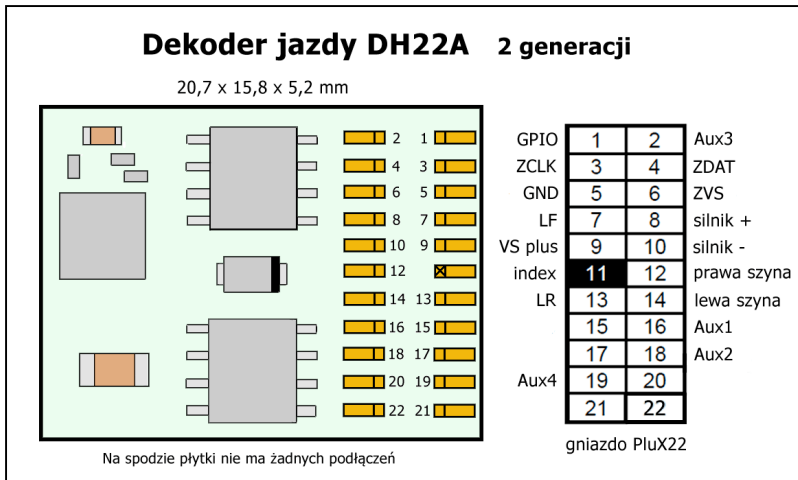 Dekoder jazdy DH22A 2 generacji
20,7 x 15,8 x 5,2 mm
2 1
4 3
6 5
8 7
10 9
12
14 13
16 15
18 17
20 19
22 21
Na spodzie płytki nie ma żadnych podłączeń
GPIO 1 2 Aux3
ZCLK 3 4 ZDAT
GND 5 6 ZVS
LF 7 8 silnik +
VS plus 9 10 silnik -
index 11 12 prawa szyna
LR 13 14 lewa szyna
15 16 Aux1
17 18 Aux2
Aux4 19 20
21 22
gniazdo PluX22